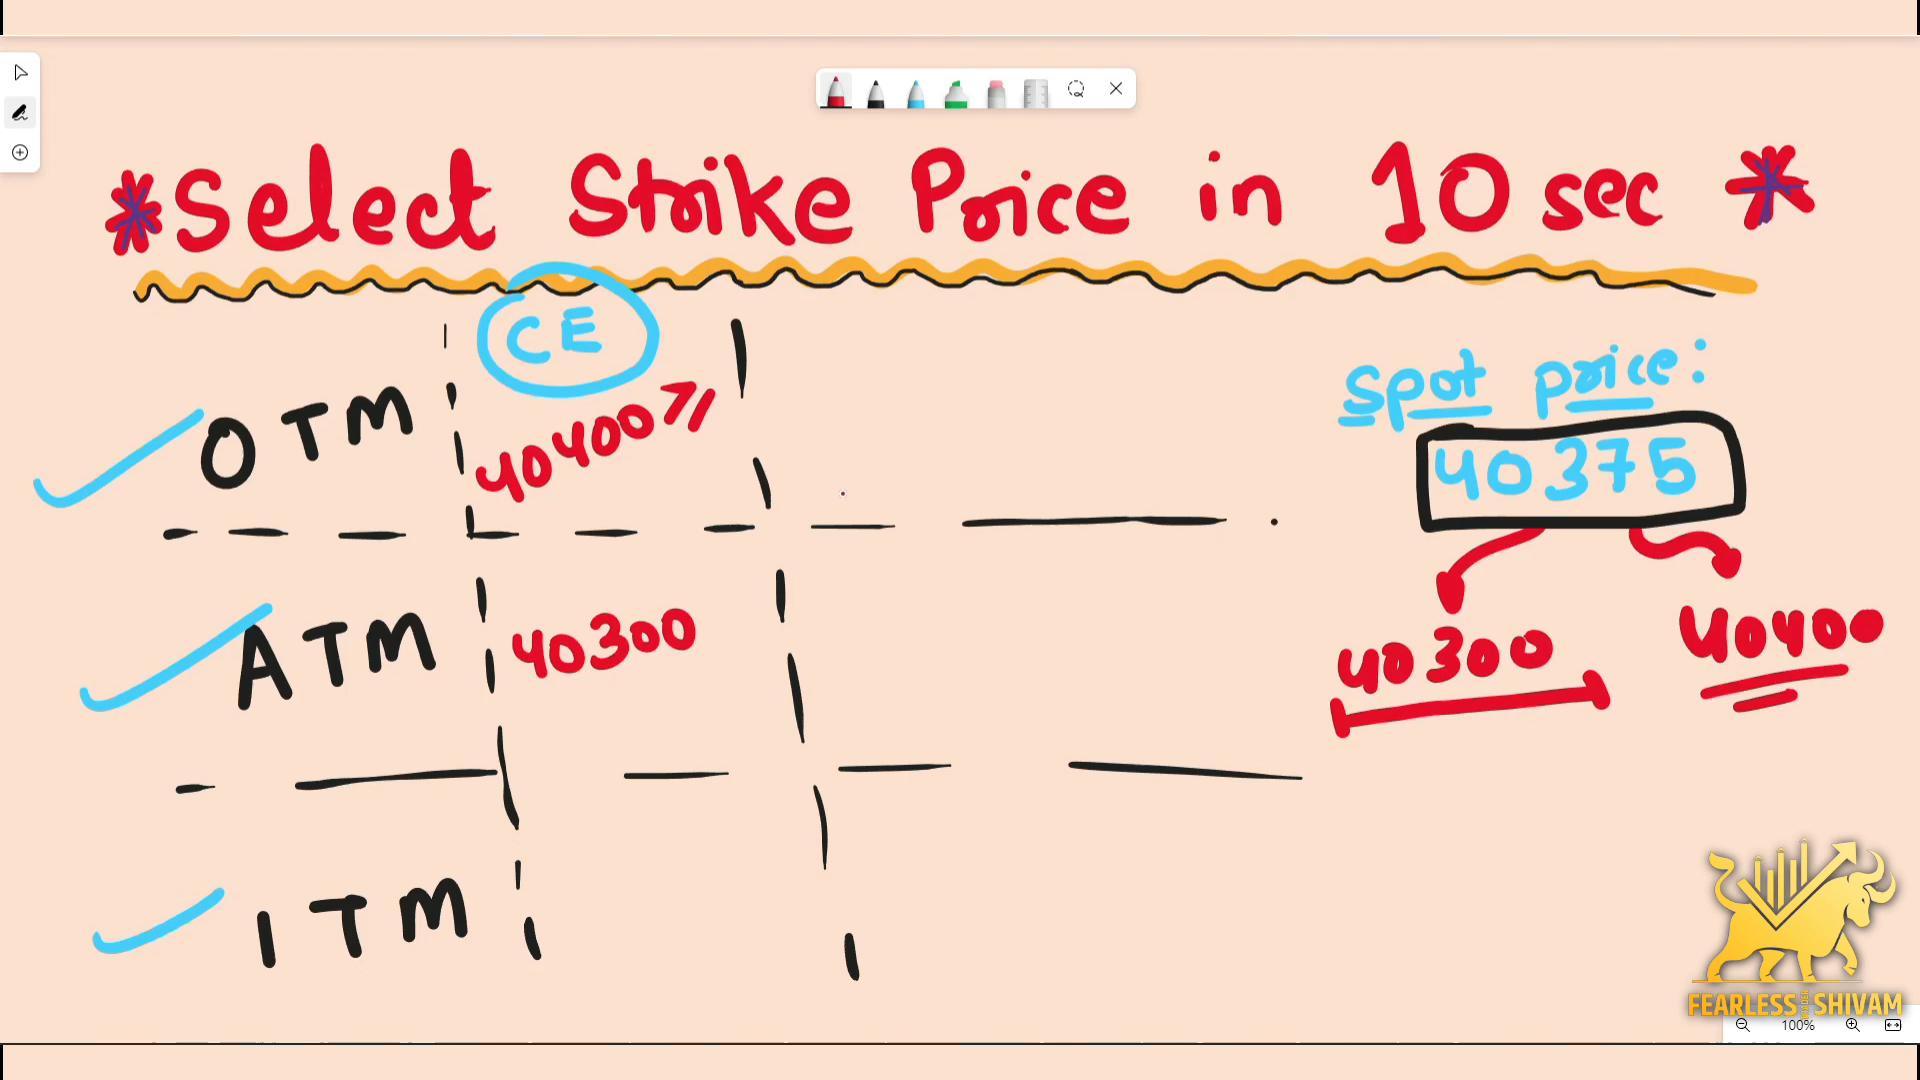 *Select Strike Price in 10 sec *
CE
spot price:
OTM 40400 ≥
40375
ATM 40300
40300 40400
ITM
FEARLESS SHIVAM
100%